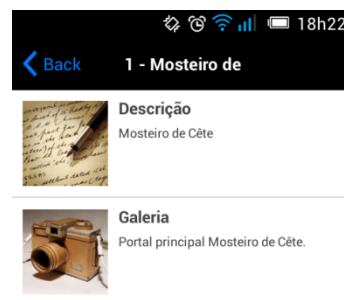 18h22
Back
1 - Mosteiro de
Descrição
Mosteiro de Cête
Galeria
Portal principal Mosteiro de Cête.